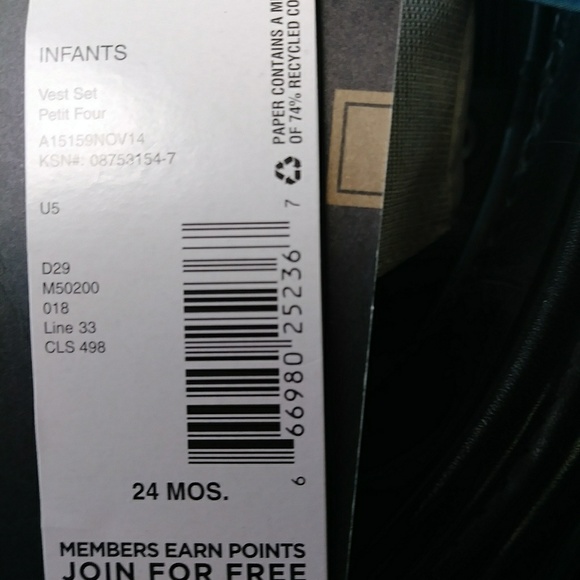 INFANTS
Vest Set
Petit Four
A15159NOV14
KSN#: 08753154-7
U5
D29
M50200
018
Line 33
CLS 498
PAPER CONTAINS A M
OF 74% RECYCLED CO
6 66980 25236 7
24 MOS.
MEMBERS EARN POINTS
JOIN FOR FREE